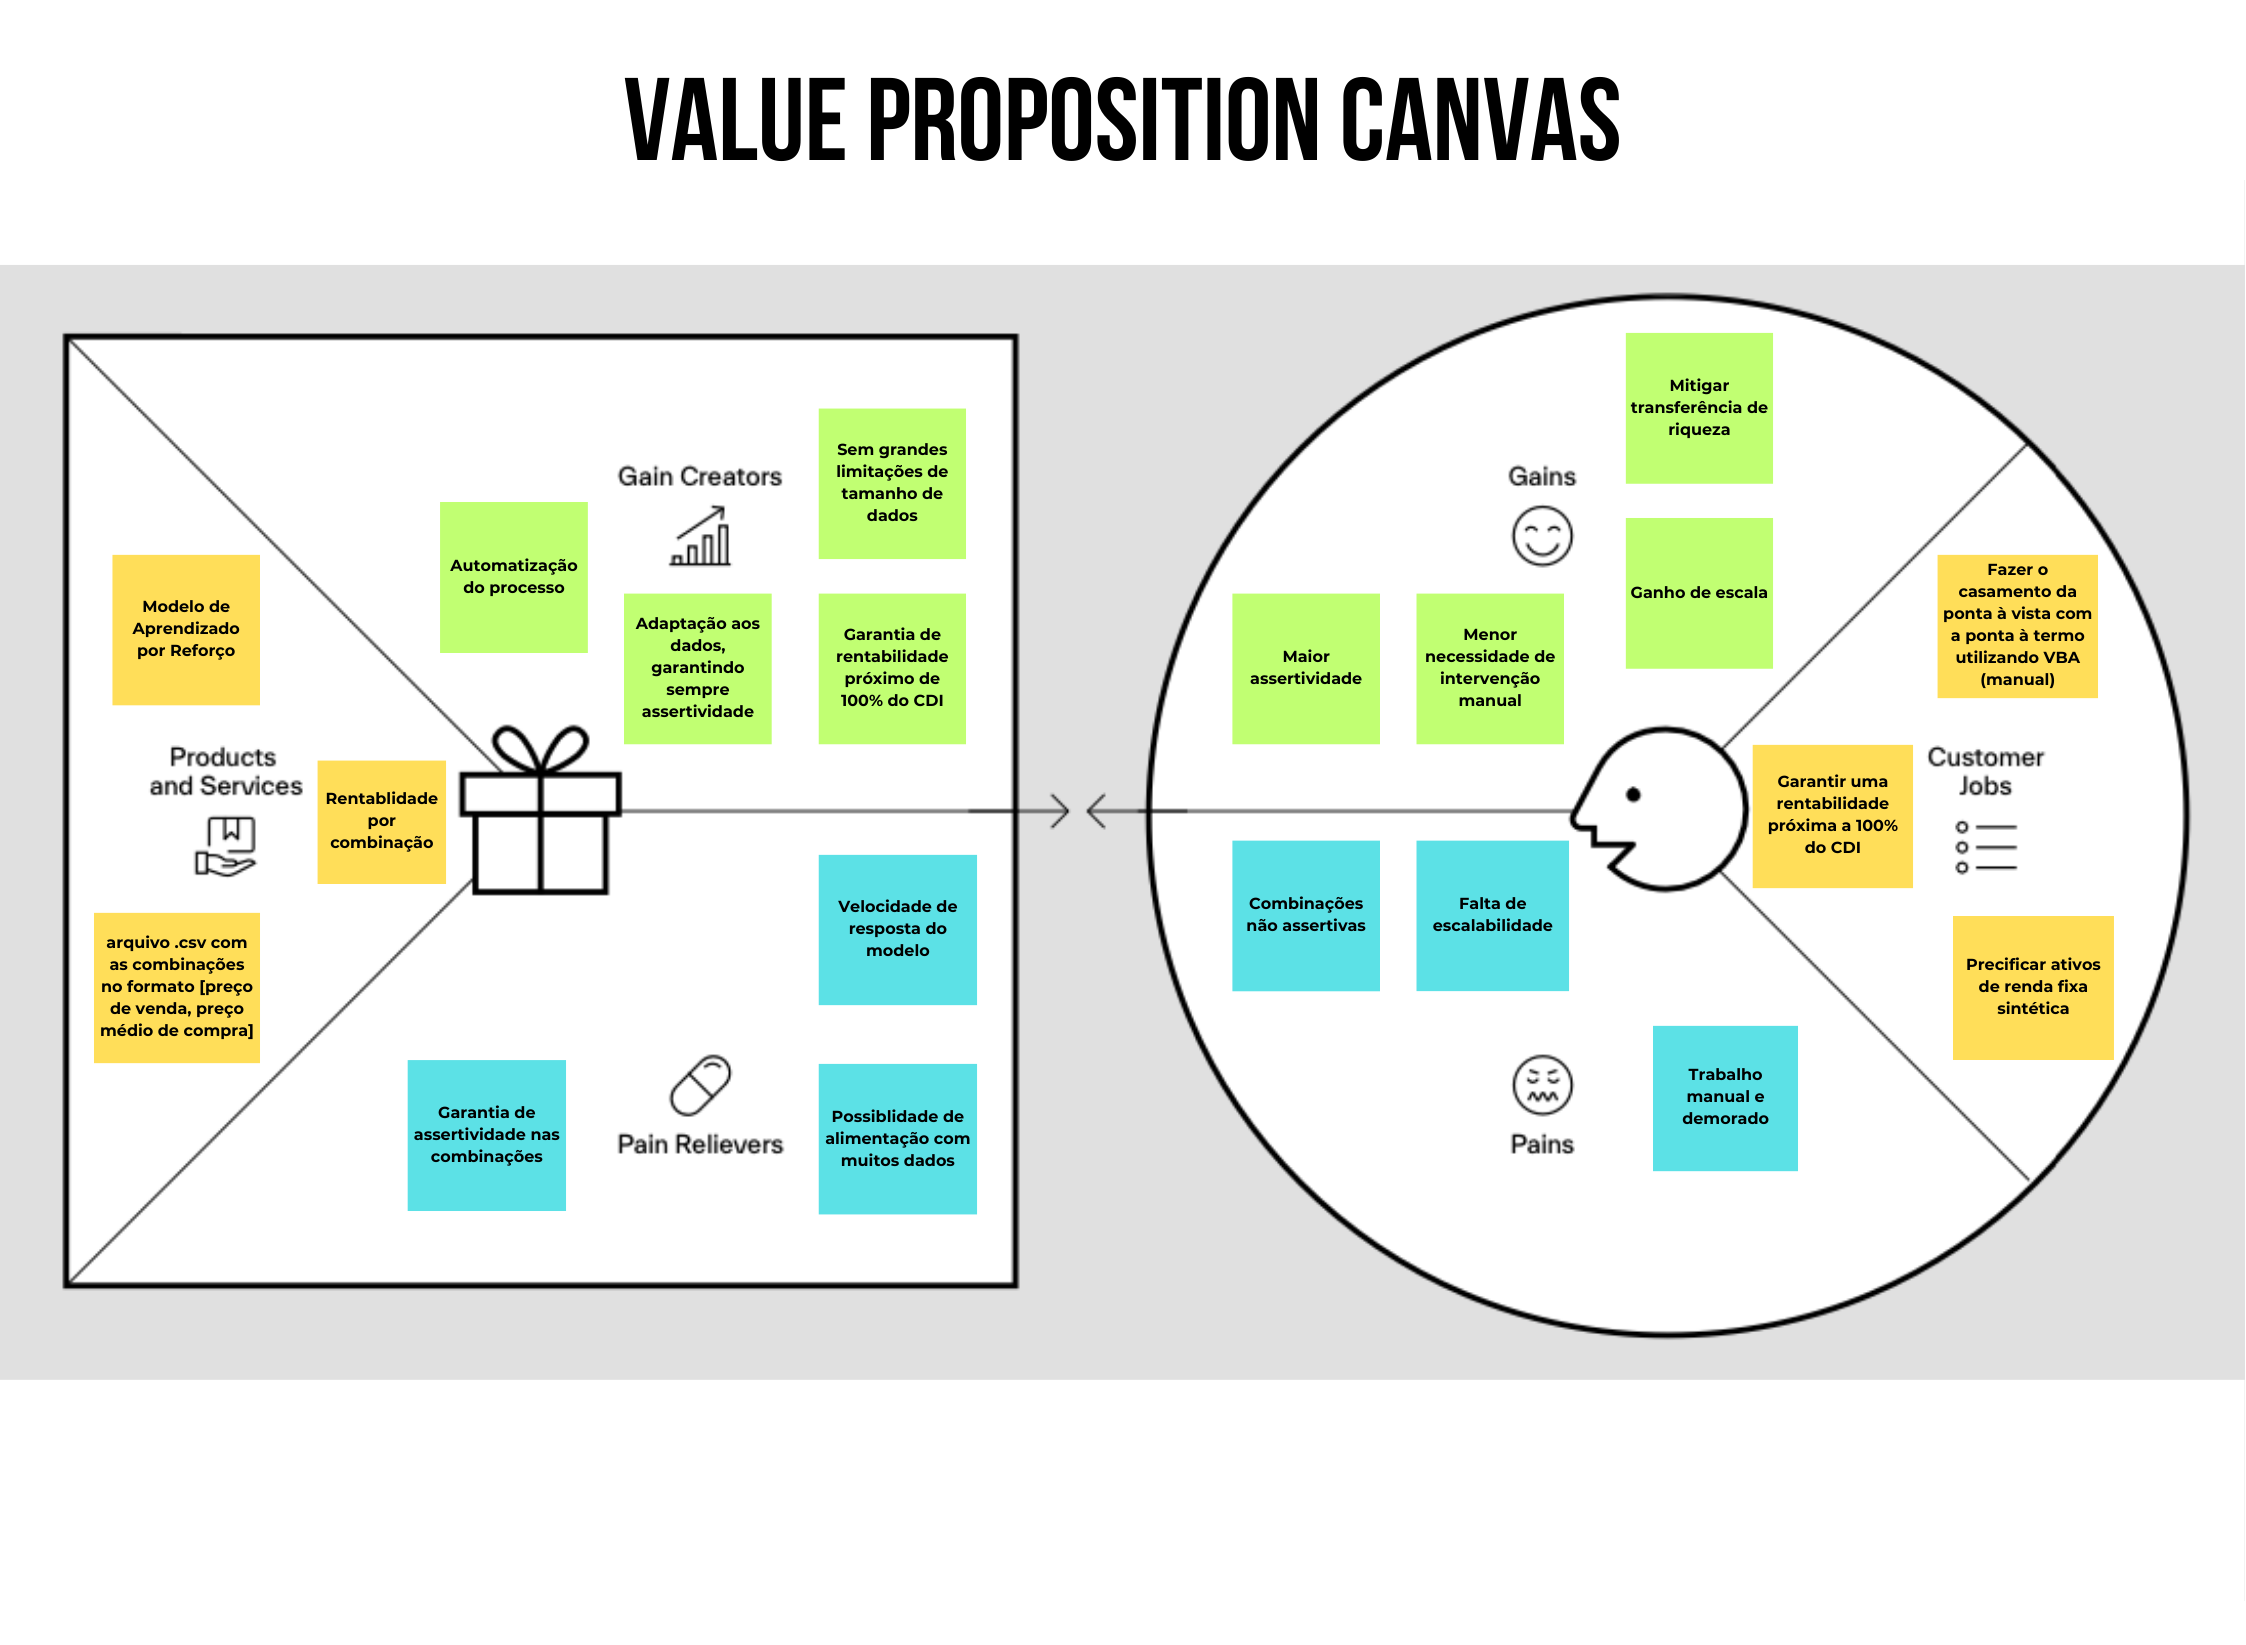 VALUE PROPOSITION CANVAS
Gain Creators
Sem grandes
limitações de
tamanho de
dados
Automatização
do processo
Adaptação aos
dados,
garantindo
sempre
assertividade
Garantia de
rentabilidade
próximo de
100% do CDI
Modelo de
Aprendizado
por Reforço
Products
and Services
Rentablidade
por
combinação
arquivo .csv com
as combinações
no formato [preço
de venda, preço
médio de compra]
Velocidade de
resposta do
modelo
Garantia de
assertividade nas
combinações
Pain Relievers
Possiblidade de
alimentação com
muitos dados
Mitigar
transferência de
riqueza
Gains
Ganho de escala
Maior
assertividade
Menor
necessidade de
intervenção
manual
Fazer o
casamento da
ponta à vista com
a ponta à termo
utilizando VBA
(manual)
Garantir uma
rentabilidade
próxima a 100%
do CDI
Customer
Jobs
Precificar ativos
de renda fixa
sintética
Combinações
não assertivas
Falta de
escalabilidade
Trabalho
manual e
demorado
Pains